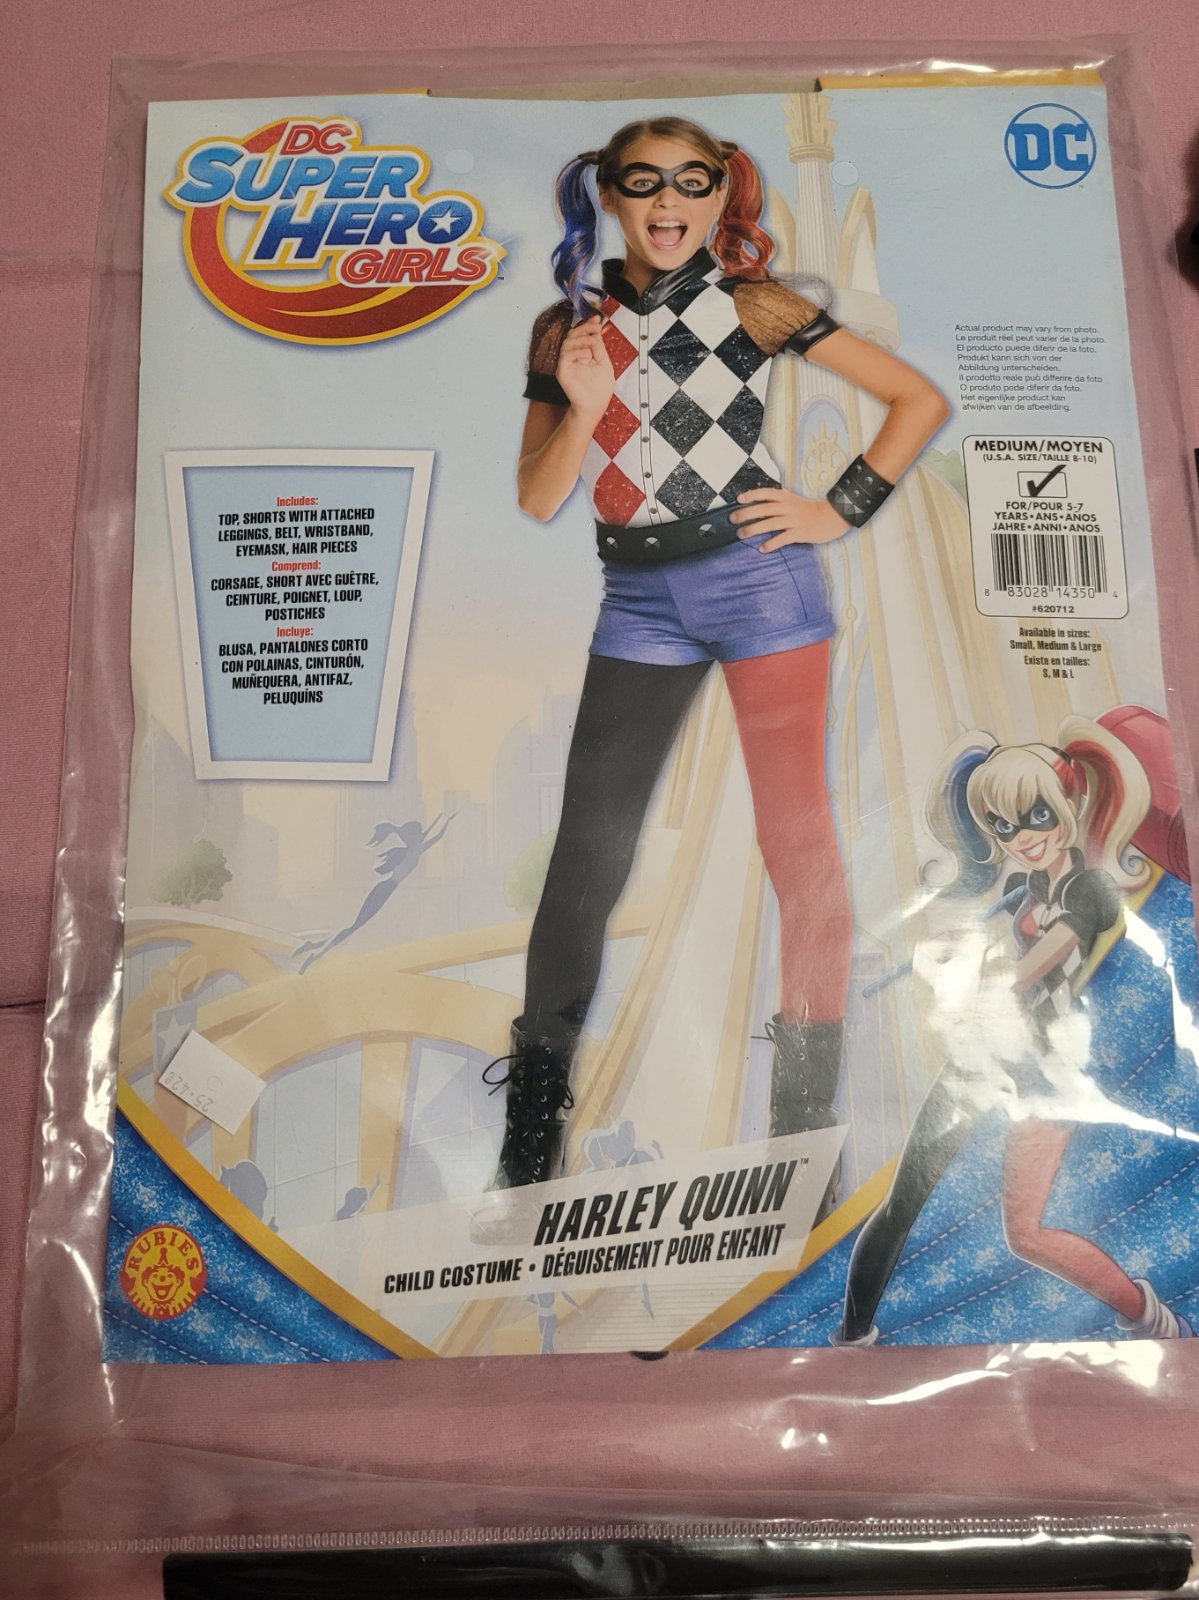 DC
SUPER
HERO
GIRLS™
DC
™
Actual product may vary from photo.
Le produit réel peut varier de la photo.
El producto puede diferir de la foto.
Produkt kann sich von der
Abbildung unterscheiden.
Il prodotto reale può differire da foto
O produto pode diferir da foto.
Het eigenlijke product kan
afwijken van de afbeelding.
MEDIUM/MOYEN
(U.S.A. SIZE/TAILLE 8-10)
FOR/POUR 5-7
YEARS•ANS•AÑOS
JAHRE•ANNI•ANOS
8 83028 14350 4
#620712
Available in sizes:
Small, Medium & Large
Existe en tailles:
S, M & L
Includes:
TOP, SHORTS WITH ATTACHED
LEGGINGS, BELT, WRISTBAND,
EYEMASK, HAIR PIECES
Comprend:
CORSAGE, SHORT AVEC GUÊTRE,
CEINTURE, POIGNET, LOUP,
POSTICHES
Incluye:
BLUSA, PANTALONES CORTO
CON POLAINAS, CINTURÓN,
MUÑEQUERA, ANTIFAZ,
PELUQUÍNS
25.42€
HARLEY QUINN™
CHILD COSTUME • DÉGUISEMENT POUR ENFANT
RUBIES